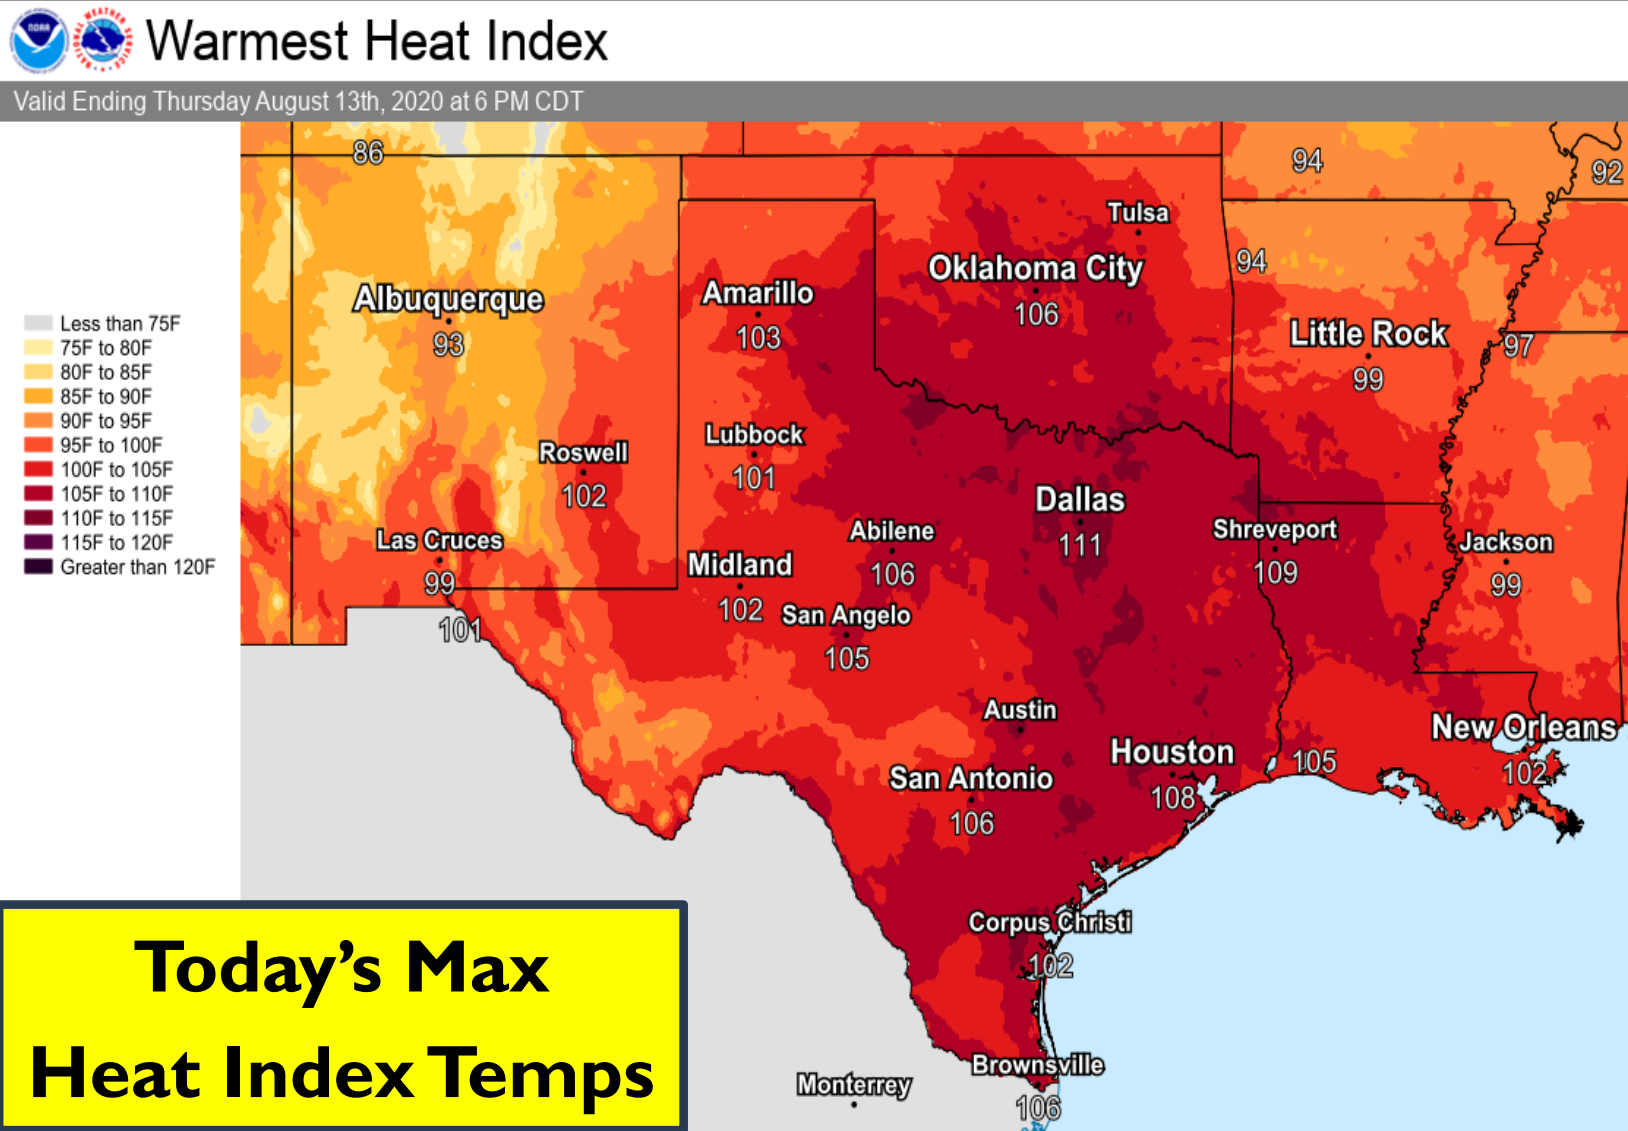 NOAA
NATIONAL WEATHER SERVICE
Warmest Heat Index
Valid Ending Thursday August 13th, 2020 at 6 PM CDT
Less than 75F
75F to 80F
80F to 85F
85F to 90F
90F to 95F
95F to 100F
100F to 105F
105F to 110F
110F to 115F
115F to 120F
Greater than 120F
86
94
92
Tulsa
94
Oklahoma City
106
Albuquerque
93
Amarillo
103
Little Rock
99
97
Roswell
102
Lubbock
101
Dallas
111
Las Cruces
99
101
Midland
102
Abilene
106
San Angelo
105
Shreveport
109
Jackson
99
Austin
Houston
108
San Antonio
106
105
New Orleans
102
Corpus Christi
102
Brownsville
106
Monterrey
Today’s Max
Heat Index Temps